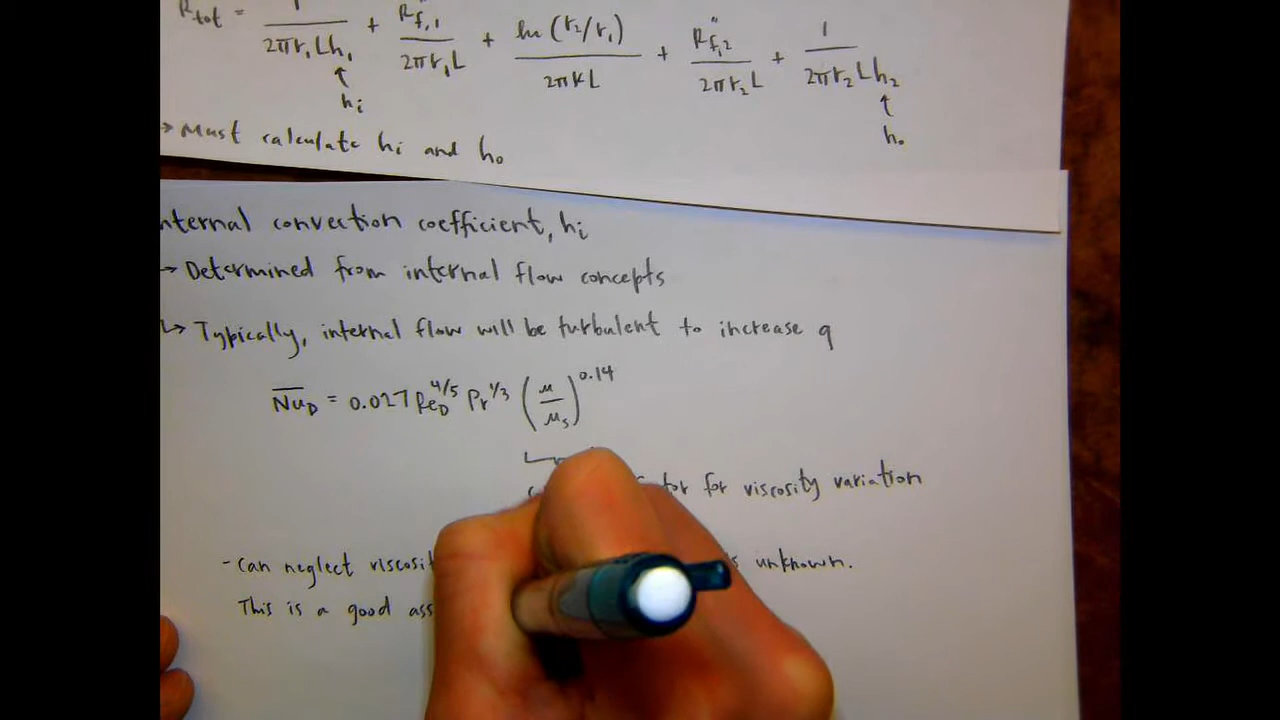 R_tot = 1/(2πr₁Lh₁) + R″_f,1/(2πr₁L) + ln(r₂/r₁)/(2πKL) + R″_f,2/(2πr₂L) + 1/(2πr₂Lh₂)
↑ hᵢ ↑ h₀
→ Must calculate hᵢ and h₀
nternal convection coefficient, hᵢ
→ Determined from internal flow concepts
↳ Typically, internal flow will be turbulent to increase q
N̅u̅_D = 0.027 Re_D^4/5 Pr^1/3 (μ/μₛ)^0.14
for viscosity variation
- can neglect unknown.
This is a good